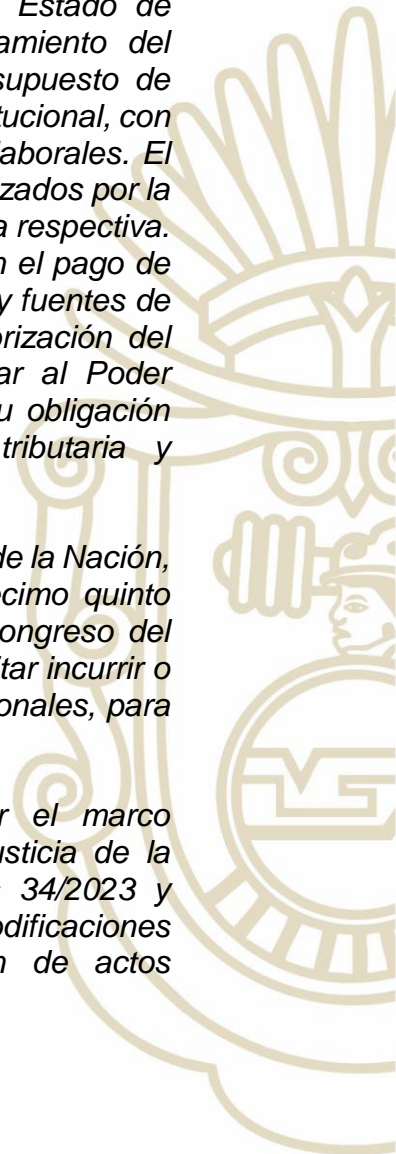 Estado de
amiento del
supuesto de
tucional, con
laborales. El
zados por la
a respectiva.
n el pago de
y fuentes de
orización del
ar al Poder
u obligación
tributaria y
de la Nación,
écimo quinto
ongreso del
tar incurrir o
onales, para
r el marco
usticia de la
34/2023 y
odificaciones
n de actos